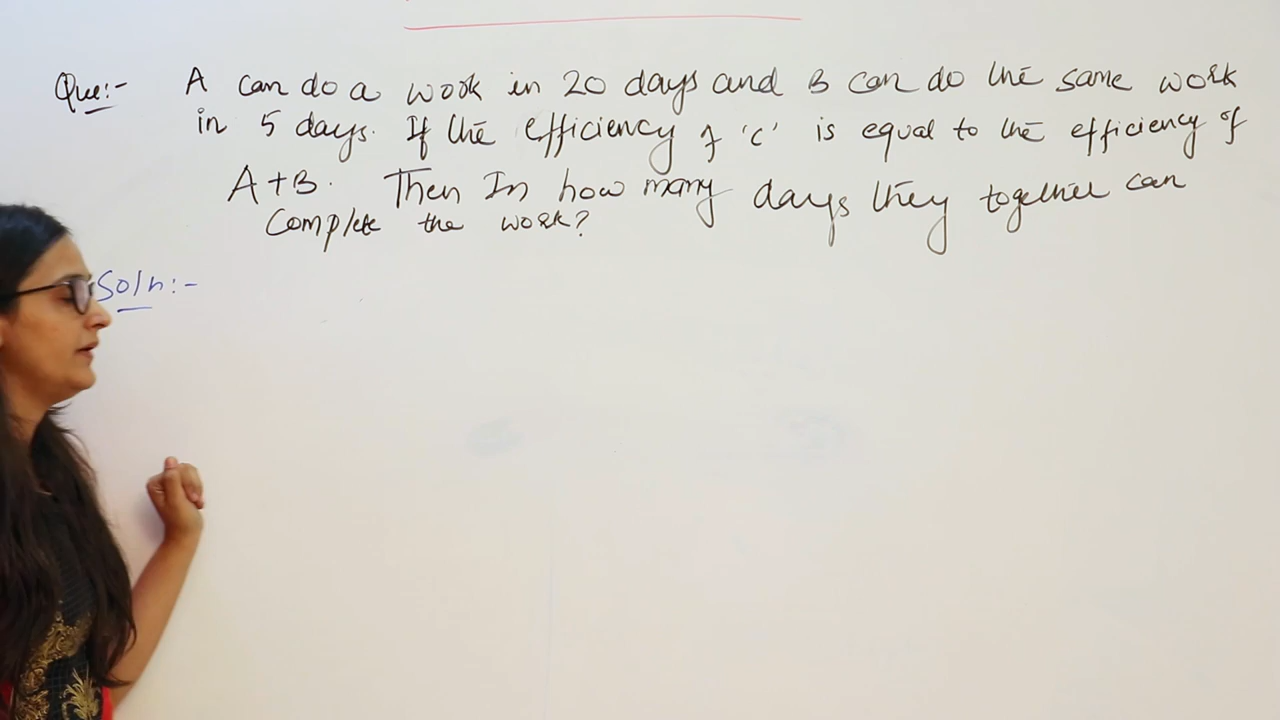 Que:- A can do a work in 20 days and B can do the same work
in 5 days. If the efficiency of 'c' is equal to the efficiency of
A+B. Then In how many days they together can
Complete the work?
Soln:-